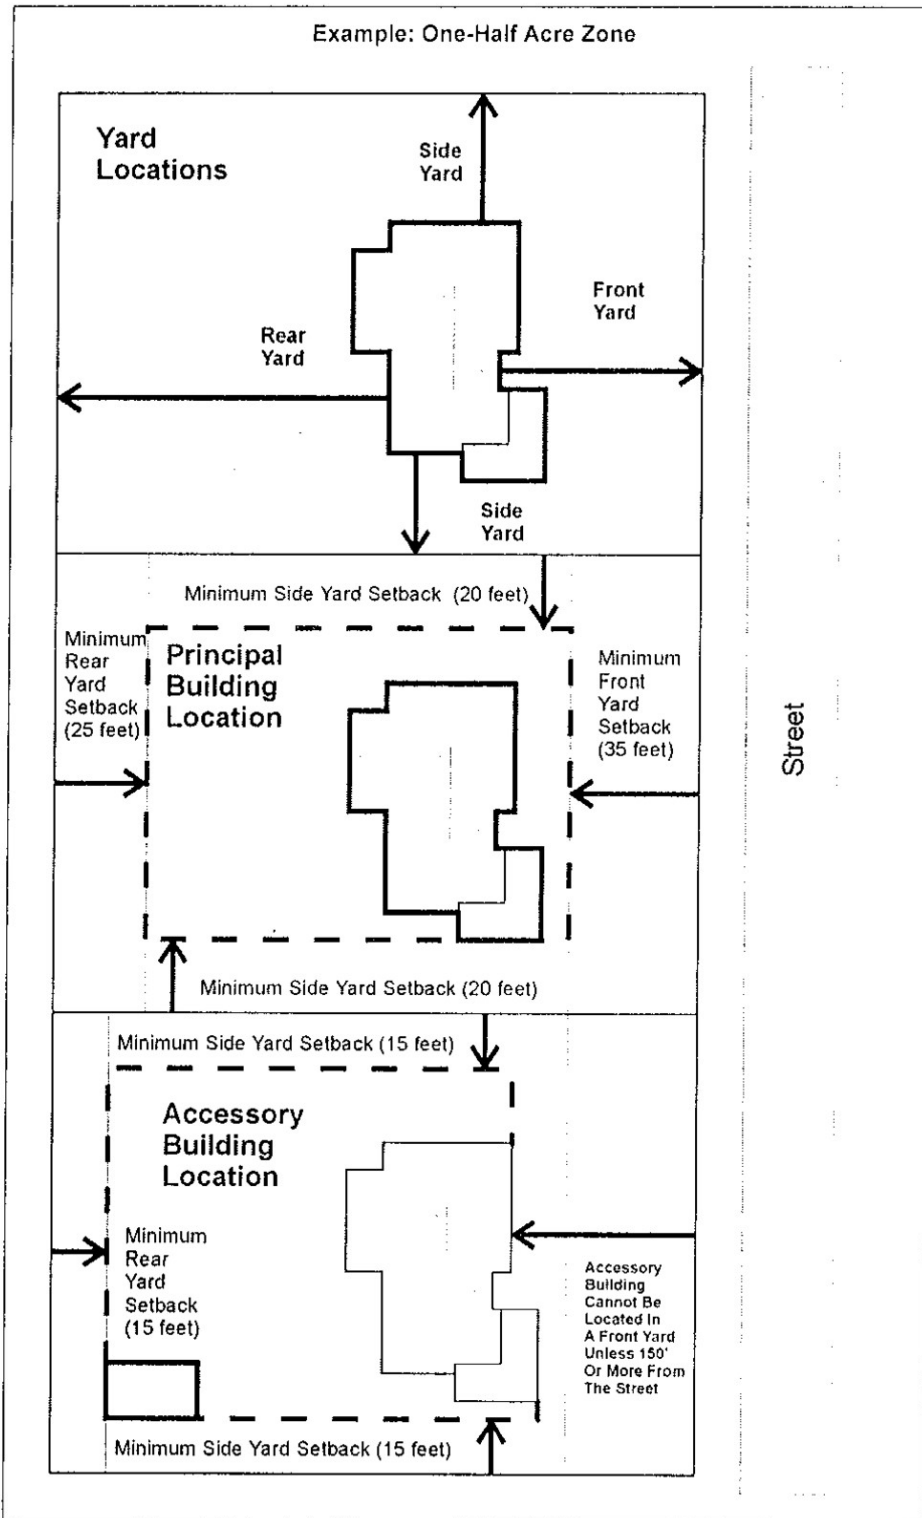 Example: One-Half Acre Zone
Yard
Locations
Side
Yard
Front
Yard
Rear
Yard
Side
Yard
Minimum Side Yard Setback (20 feet)
Minimum
Rear
Yard
Setback
(25 feet)
Principal
Building
Location
Minimum
Front
Yard
Setback
(35 feet)
Street
Minimum Side Yard Setback (20 feet)
Minimum Side Yard Setback (15 feet)
Accessory
Building
Location
Minimum
Rear
Yard
Setback
(15 feet)
Accessory
Building
Cannot Be
Located In
A Front Yard
Unless 150'
Or More From
The Street
Minimum Side Yard Setback (15 feet)